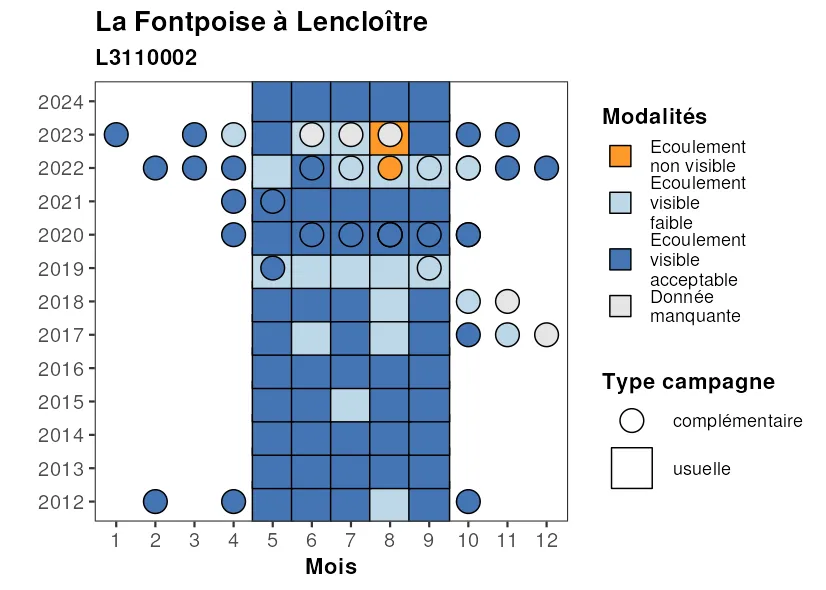 La Fontpoise à Lencloître
L3110002
2024
2023
2022
2021
2020
2019
2018
2017
2016
2015
2014
2013
2012
1 2 3 4 5 6 7 8 9 10 11 12
Mois
Modalités
Ecoulement
non visible
Ecoulement
visible
faible
Ecoulement
visible
acceptable
Donnée
manquante
Type campagne
complémentaire
usuelle